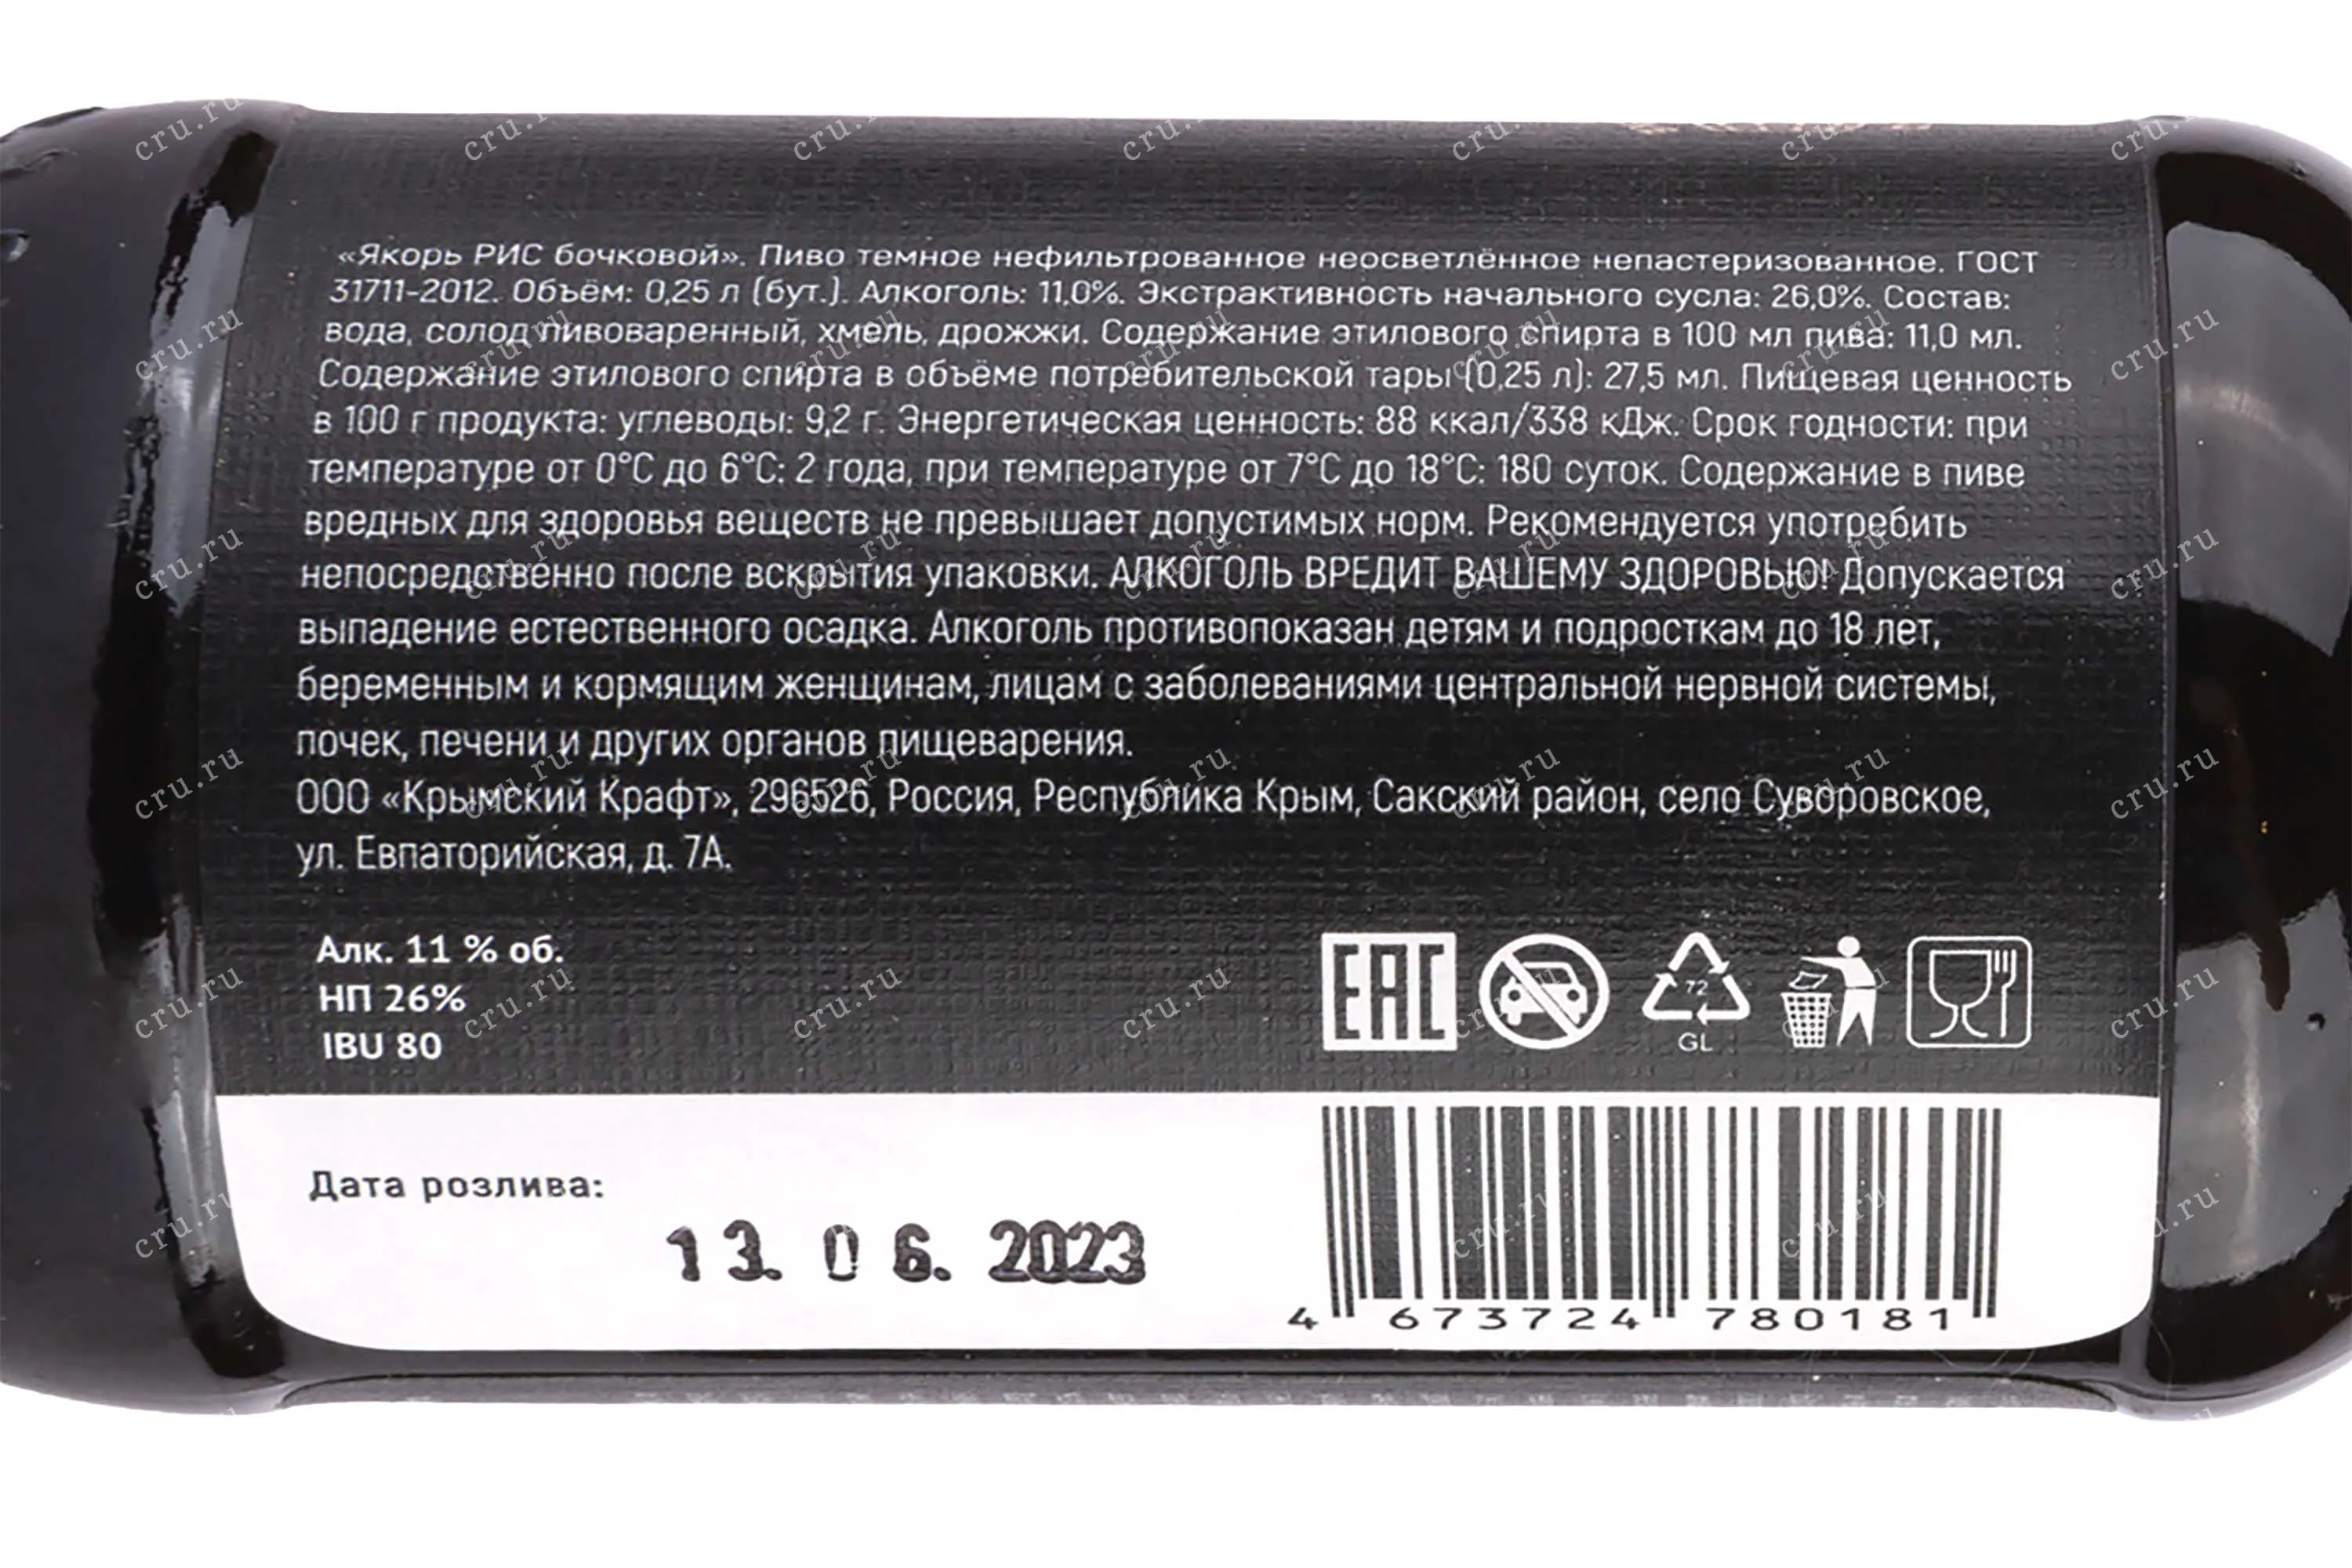 «Якорь РИС бочковой». Пиво темное нефильтрованное неосветлённое непастеризованное. ГОСТ
31711-2012. Объём: 0,25 л (бут.). Алкоголь: 11,0%. Экстрактивность начального сусла: 26,0%. Состав:
вода, солод пивоваренный, хмель, дрожжи. Содержание этилового спирта в 100 мл пива: 11,0 мл.
Содержание этилового спирта в объёме потребительской тары (0,25 л): 27,5 мл. Пищевая ценность
в 100 г продукта: углеводы: 9,2 г. Энергетическая ценность: 88 ккал/338 кДж. Срок годности: при
температуре от 0°С до 6°С: 2 года, при температуре от 7°С до 18°С: 180 суток. Содержание в пиве
вредных для здоровья веществ не превышает допустимых норм. Рекомендуется употребить
непосредственно после вскрытия упаковки. АЛКОГОЛЬ ВРЕДИТ ВАШЕМУ ЗДОРОВЬЮ! Допускается
выпадение естественного осадка. Алкоголь противопоказан детям и подросткам до 18 лет,
беременным и кормящим женщинам, лицам с заболеваниями центральной нервной системы,
почек, печени и других органов пищеварения.
ООО «Крымский Крафт», 296526, Россия, Республика Крым, Сакский район, село Суворовское,
ул. Евпаторийская, д. 7А.
Алк. 11 % об.
НП 26%
IBU 80
EAC
72
GL
Дата розлива:
13. 06. 2023
4 673724 780181
cru.ru